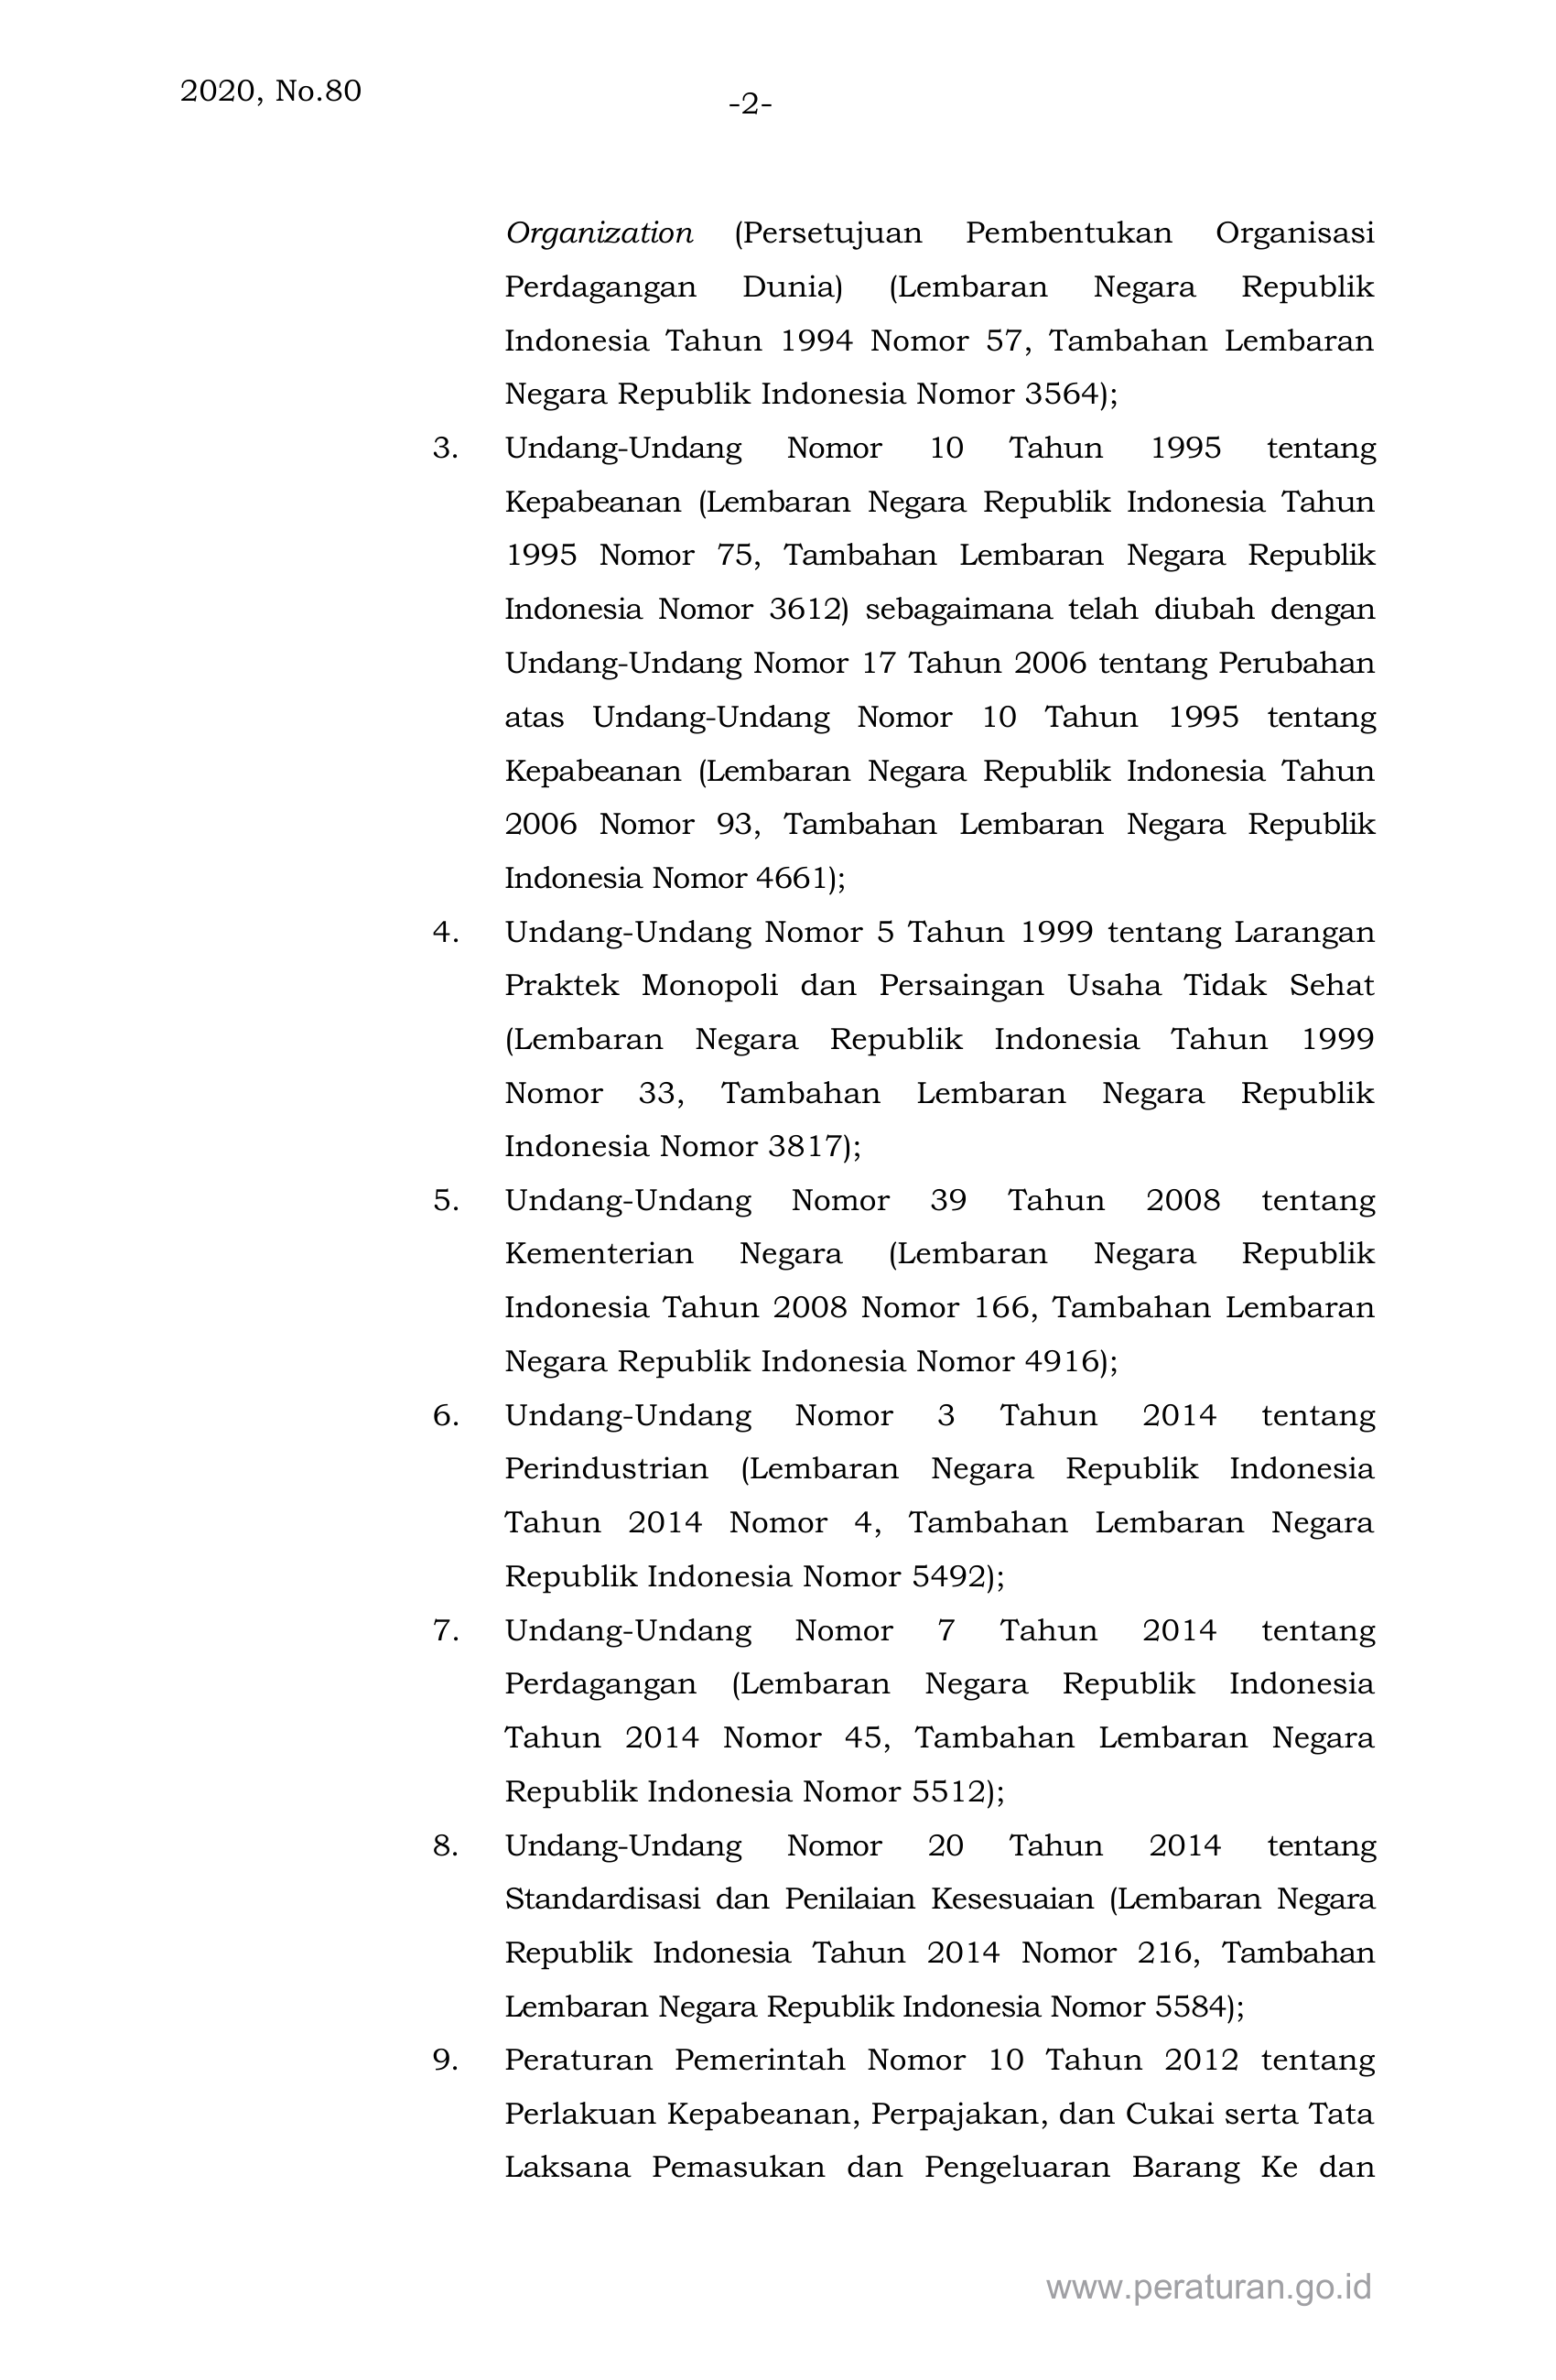 2020, No.80
-2-
Organization (Persetujuan Pembentukan Organisasi
Perdagangan Dunia) (Lembaran Negara Republik
Indonesia Tahun 1994 Nomor 57, Tambahan Lembaran
Negara Republik Indonesia Nomor 3564);
3. Undang-Undang Nomor 10 Tahun 1995 tentang
Kepabeanan (Lembaran Negara Republik Indonesia Tahun
1995 Nomor 75, Tambahan Lembaran Negara Republik
Indonesia Nomor 3612) sebagaimana telah diubah dengan
Undang-Undang Nomor 17 Tahun 2006 tentang Perubahan
atas Undang-Undang Nomor 10 Tahun 1995 tentang
Kepabeanan (Lembaran Negara Republik Indonesia Tahun
2006 Nomor 93, Tambahan Lembaran Negara Republik
Indonesia Nomor 4661);
4. Undang-Undang Nomor 5 Tahun 1999 tentang Larangan
Praktek Monopoli dan Persaingan Usaha Tidak Sehat
(Lembaran Negara Republik Indonesia Tahun 1999
Nomor 33, Tambahan Lembaran Negara Republik
Indonesia Nomor 3817);
5. Undang-Undang Nomor 39 Tahun 2008 tentang
Kementerian Negara (Lembaran Negara Republik
Indonesia Tahun 2008 Nomor 166, Tambahan Lembaran
Negara Republik Indonesia Nomor 4916);
6. Undang-Undang Nomor 3 Tahun 2014 tentang
Perindustrian (Lembaran Negara Republik Indonesia
Tahun 2014 Nomor 4, Tambahan Lembaran Negara
Republik Indonesia Nomor 5492);
7. Undang-Undang Nomor 7 Tahun 2014 tentang
Perdagangan (Lembaran Negara Republik Indonesia
Tahun 2014 Nomor 45, Tambahan Lembaran Negara
Republik Indonesia Nomor 5512);
8. Undang-Undang Nomor 20 Tahun 2014 tentang
Standardisasi dan Penilaian Kesesuaian (Lembaran Negara
Republik Indonesia Tahun 2014 Nomor 216, Tambahan
Lembaran Negara Republik Indonesia Nomor 5584);
9. Peraturan Pemerintah Nomor 10 Tahun 2012 tentang
Perlakuan Kepabeanan, Perpajakan, dan Cukai serta Tata
Laksana Pemasukan dan Pengeluaran Barang Ke dan
www.peraturan.go.id